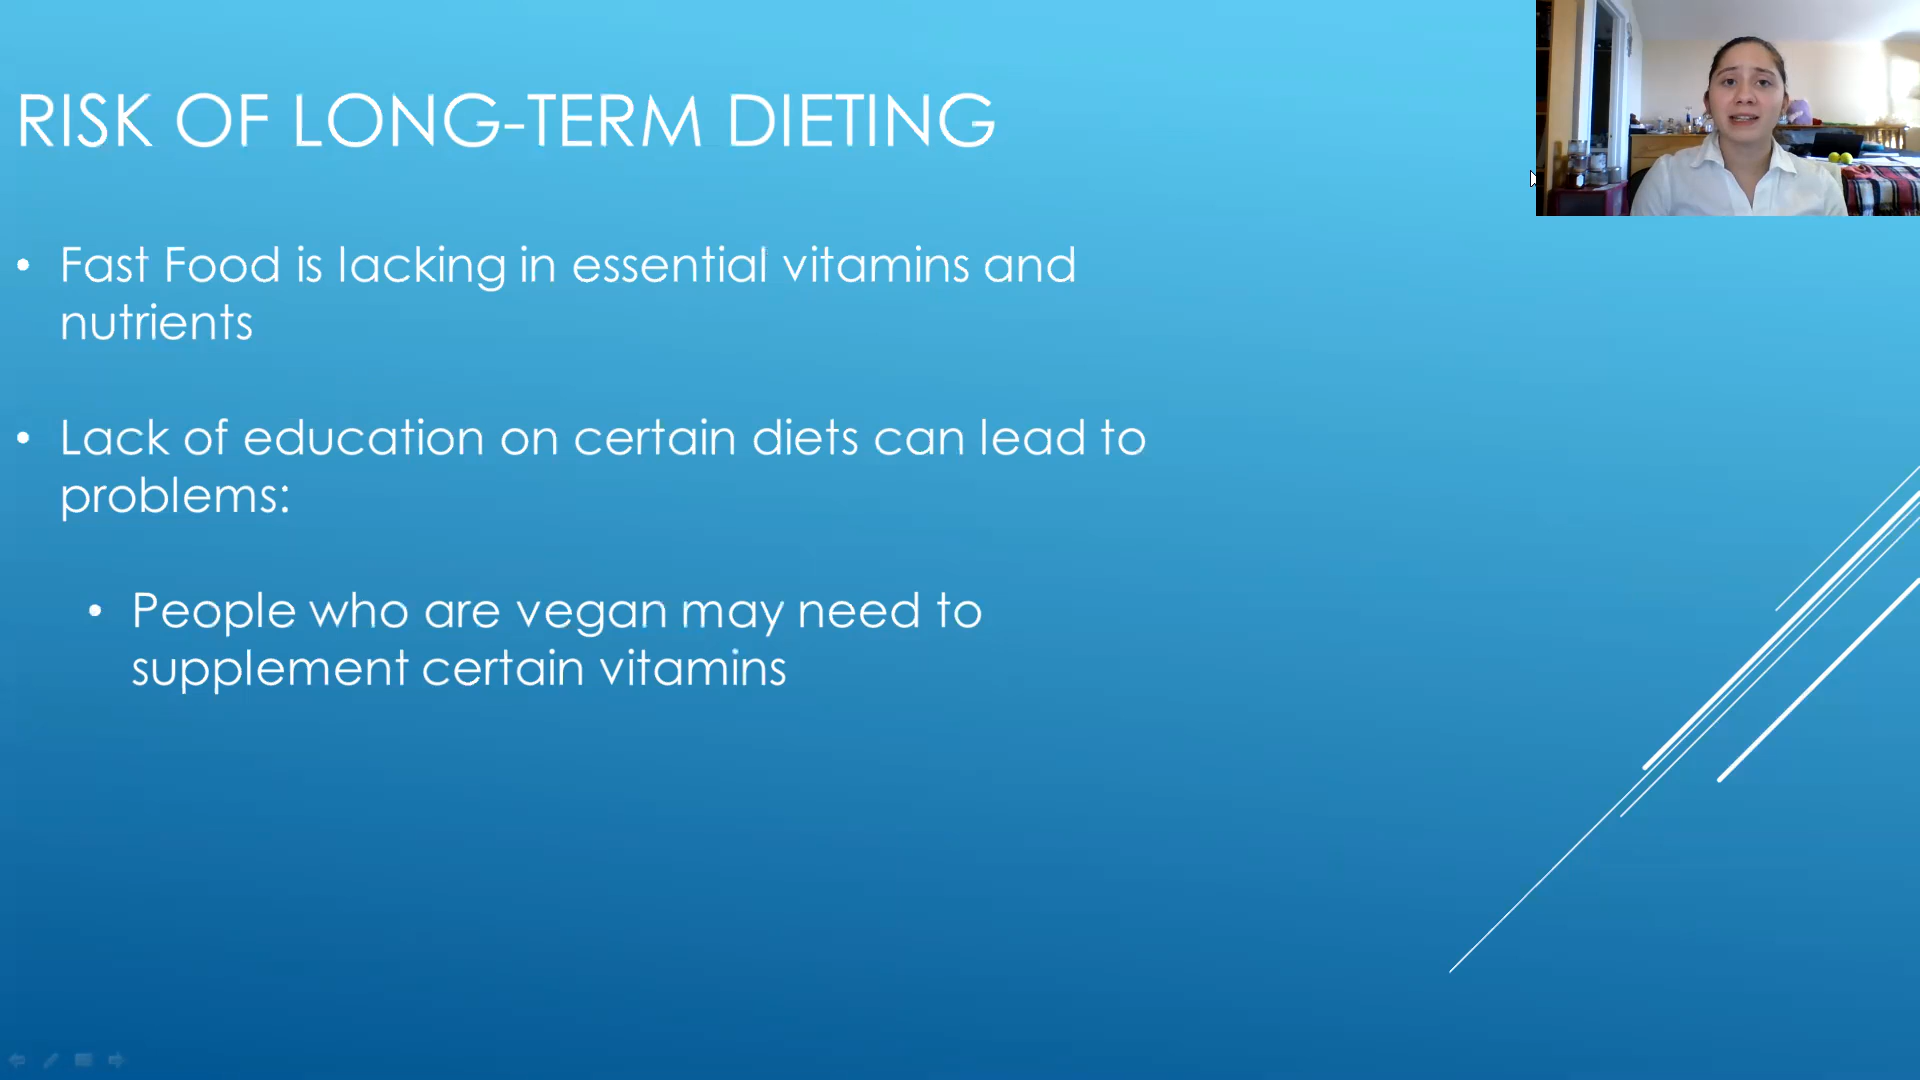 RISK OF LONG-TERM DIETING
• Fast Food is lacking in essential vitamins and
nutrients
• Lack of education on certain diets can lead to
problems:
• People who are vegan may need to
supplement certain vitamins